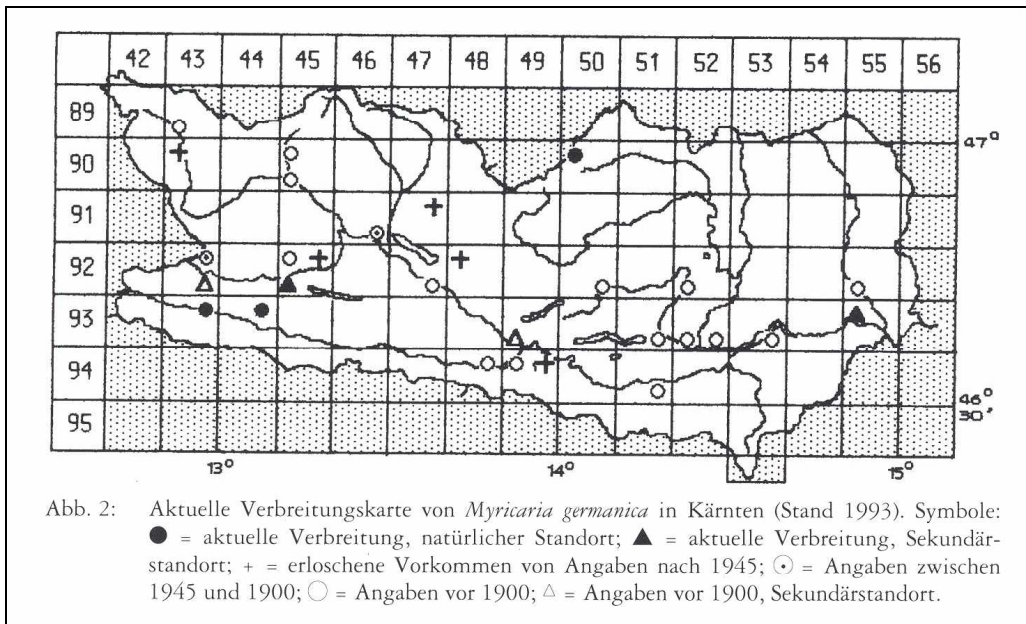 42 43 44 45 46 47 48 49 50 51 52 53 54 55 56
89
47°
90
91
92
93
94
46°
30'
95
13° 14° 15°
Abb. 2: Aktuelle Verbreitungskarte von Myricaria germanica in Kärnten (Stand 1993). Symbole:
● = aktuelle Verbreitung, natürlicher Standort; ▲ = aktuelle Verbreitung, Sekundär-
standort; + = erloschene Vorkommen von Angaben nach 1945; ⊙ = Angaben zwischen
1945 und 1900; ○ = Angaben vor 1900; △ = Angaben vor 1900, Sekundärstandort.